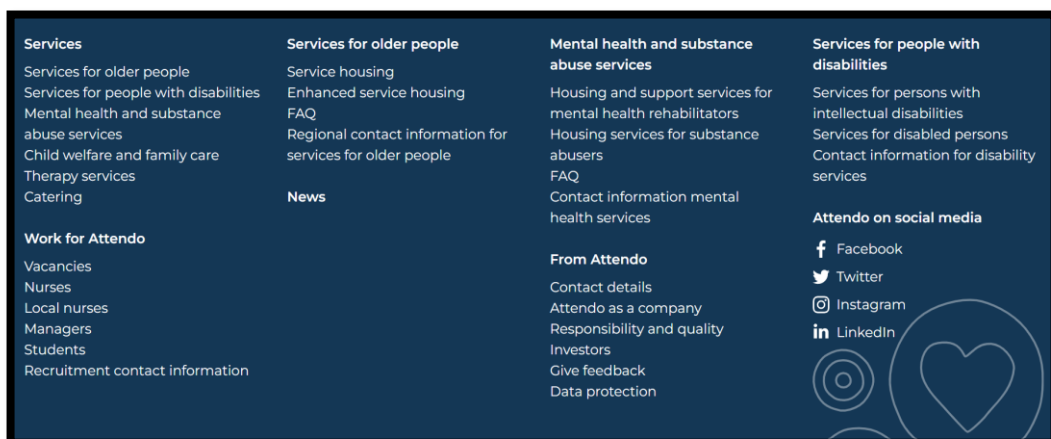 Services
Services for older people
Services for people with disabilities
Mental health and substance
abuse services
Child welfare and family care
Therapy services
Catering
Work for Attendo
Vacancies
Nurses
Local nurses
Managers
Students
Recruitment contact information
Services for older people
Service housing
Enhanced service housing
FAQ
Regional contact information for
services for older people
News
Mental health and substance
abuse services
Housing and support services for
mental health rehabilitators
Housing services for substance
abusers
FAQ
Contact information mental
health services
From Attendo
Contact details
Attendo as a company
Responsibility and quality
Investors
Give feedback
Data protection
Services for people with
disabilities
Services for persons with
intellectual disabilities
Services for disabled persons
Contact information for disability
services
Attendo on social media
Facebook
Twitter
Instagram
LinkedIn